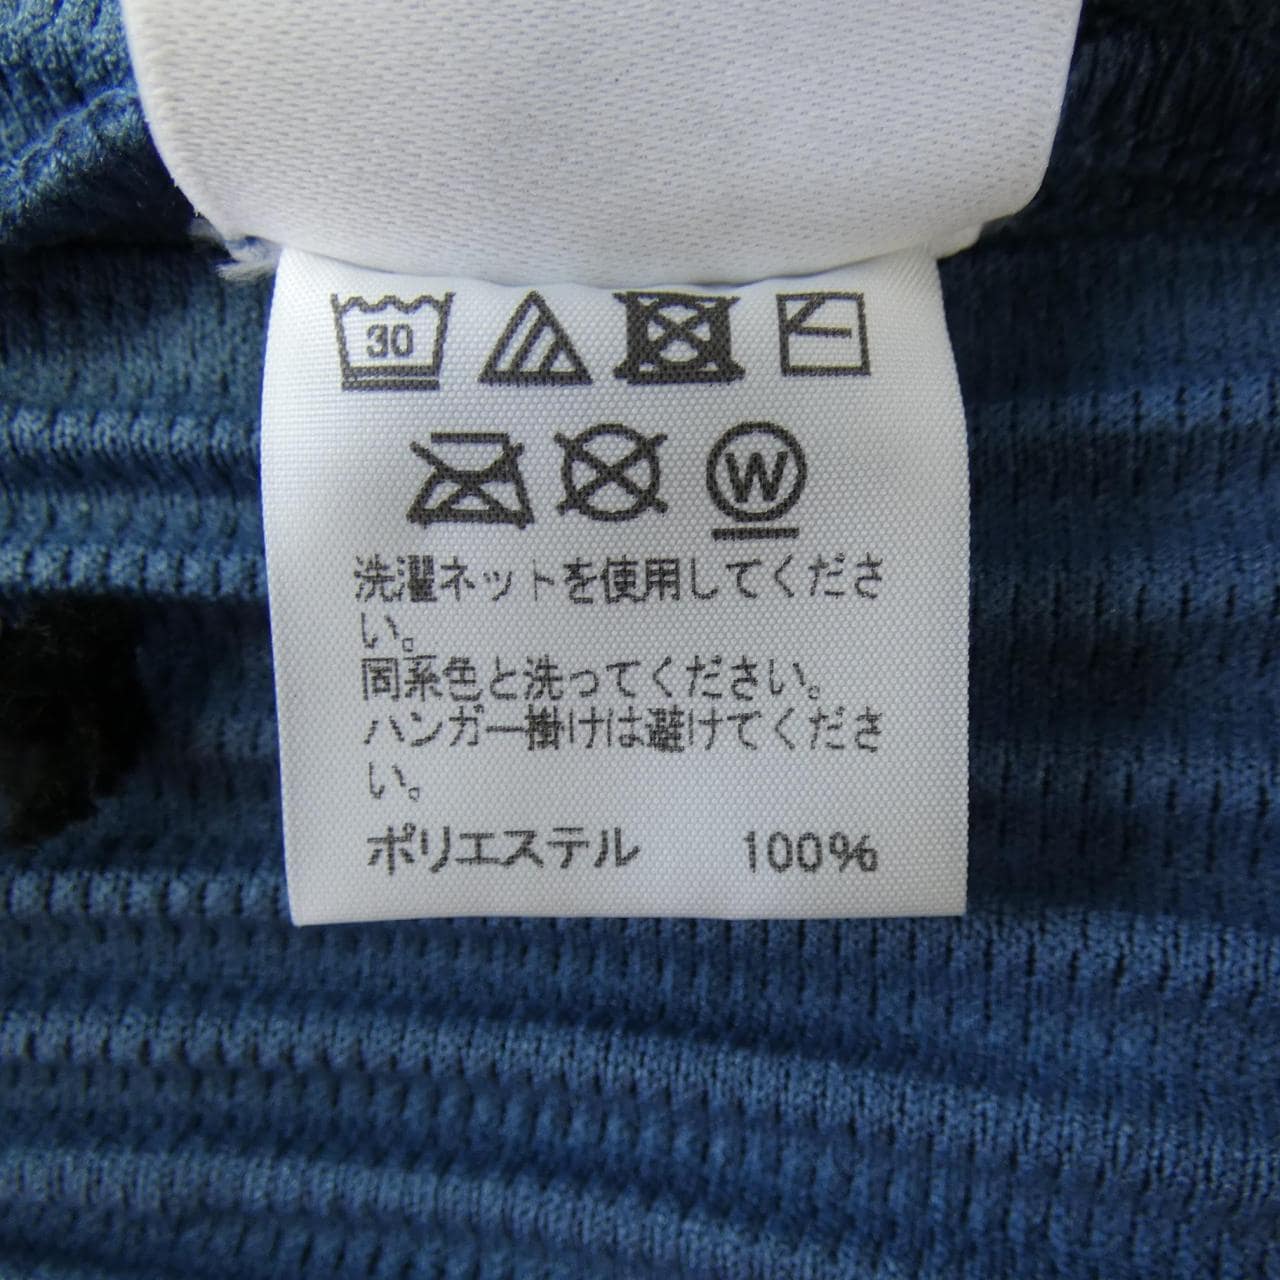 30
W
洗濯ネットを使用してくださ
い。
同系色と洗ってください。
ハンガー掛けは避けてくださ
い。
ポリエステル 100%